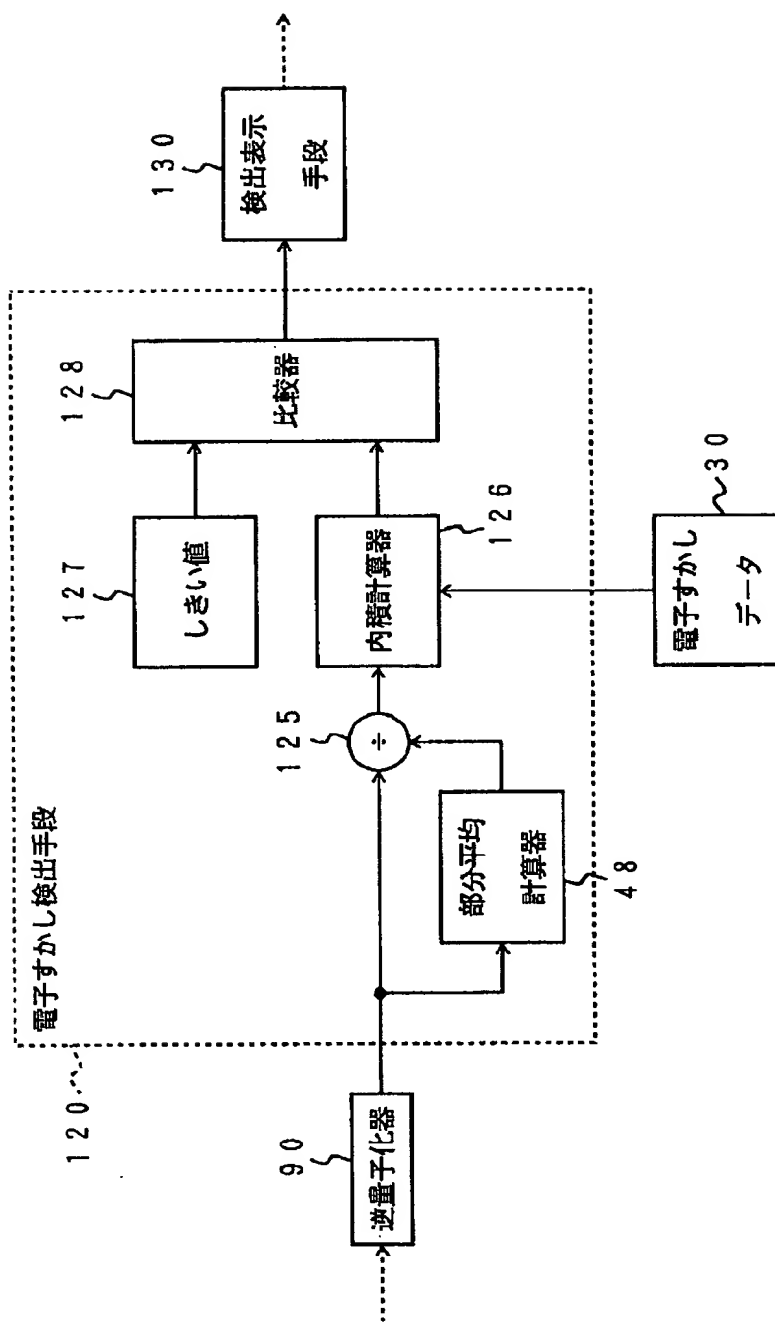 電子すかし検出手段
120
90
逆量子化器
部分平均
計算器
48
125
÷
127
しきい値
内積計算器
126
128
比較器
130
検出表示
手段
電子すかし
データ
30